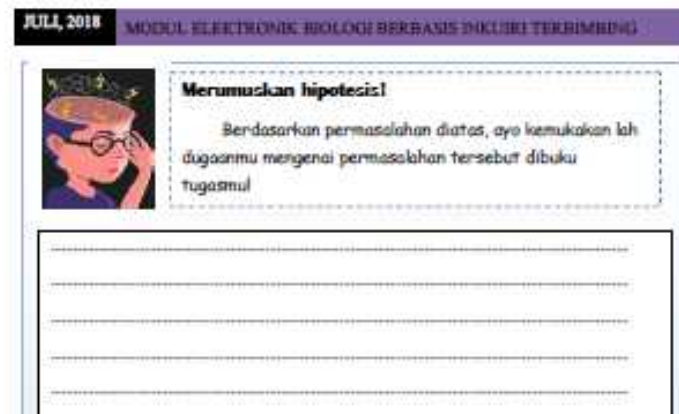 JULI, 2018
MODUL ELEKTRONIK BIOLOGI BERBASIS INKUIRI TERBIMBING
Merumuskan hipotesis!
Berdasarkan permasalahan diatas, ayo kemukakan lah
dugaanmu mengenai permasalahan tersebut dibuku
tugasmu!